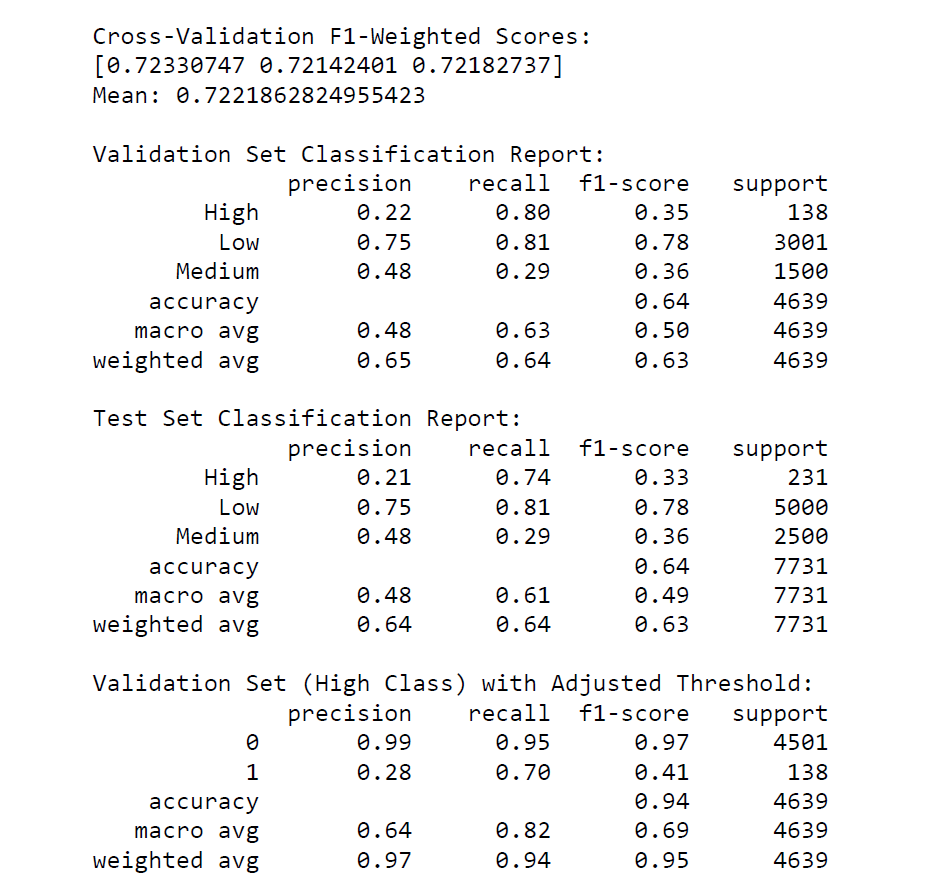 Cross-Validation F1-Weighted Scores:
[0.72330747 0.72142401 0.72182737]
Mean: 0.7221862824955423
Validation Set Classification Report:
precision recall f1-score support
High 0.22 0.80 0.35 138
Low 0.75 0.81 0.78 3001
Medium 0.48 0.29 0.36 1500
accuracy 0.64 4639
macro avg 0.48 0.63 0.50 4639
weighted avg 0.65 0.64 0.63 4639
Test Set Classification Report:
precision recall f1-score support
High 0.21 0.74 0.33 231
Low 0.75 0.81 0.78 5000
Medium 0.48 0.29 0.36 2500
accuracy 0.64 7731
macro avg 0.48 0.61 0.49 7731
weighted avg 0.64 0.64 0.63 7731
Validation Set (High Class) with Adjusted Threshold:
precision recall f1-score support
0 0.99 0.95 0.97 4501
1 0.28 0.70 0.41 138
accuracy 0.94 4639
macro avg 0.64 0.82 0.69 4639
weighted avg 0.97 0.94 0.95 4639